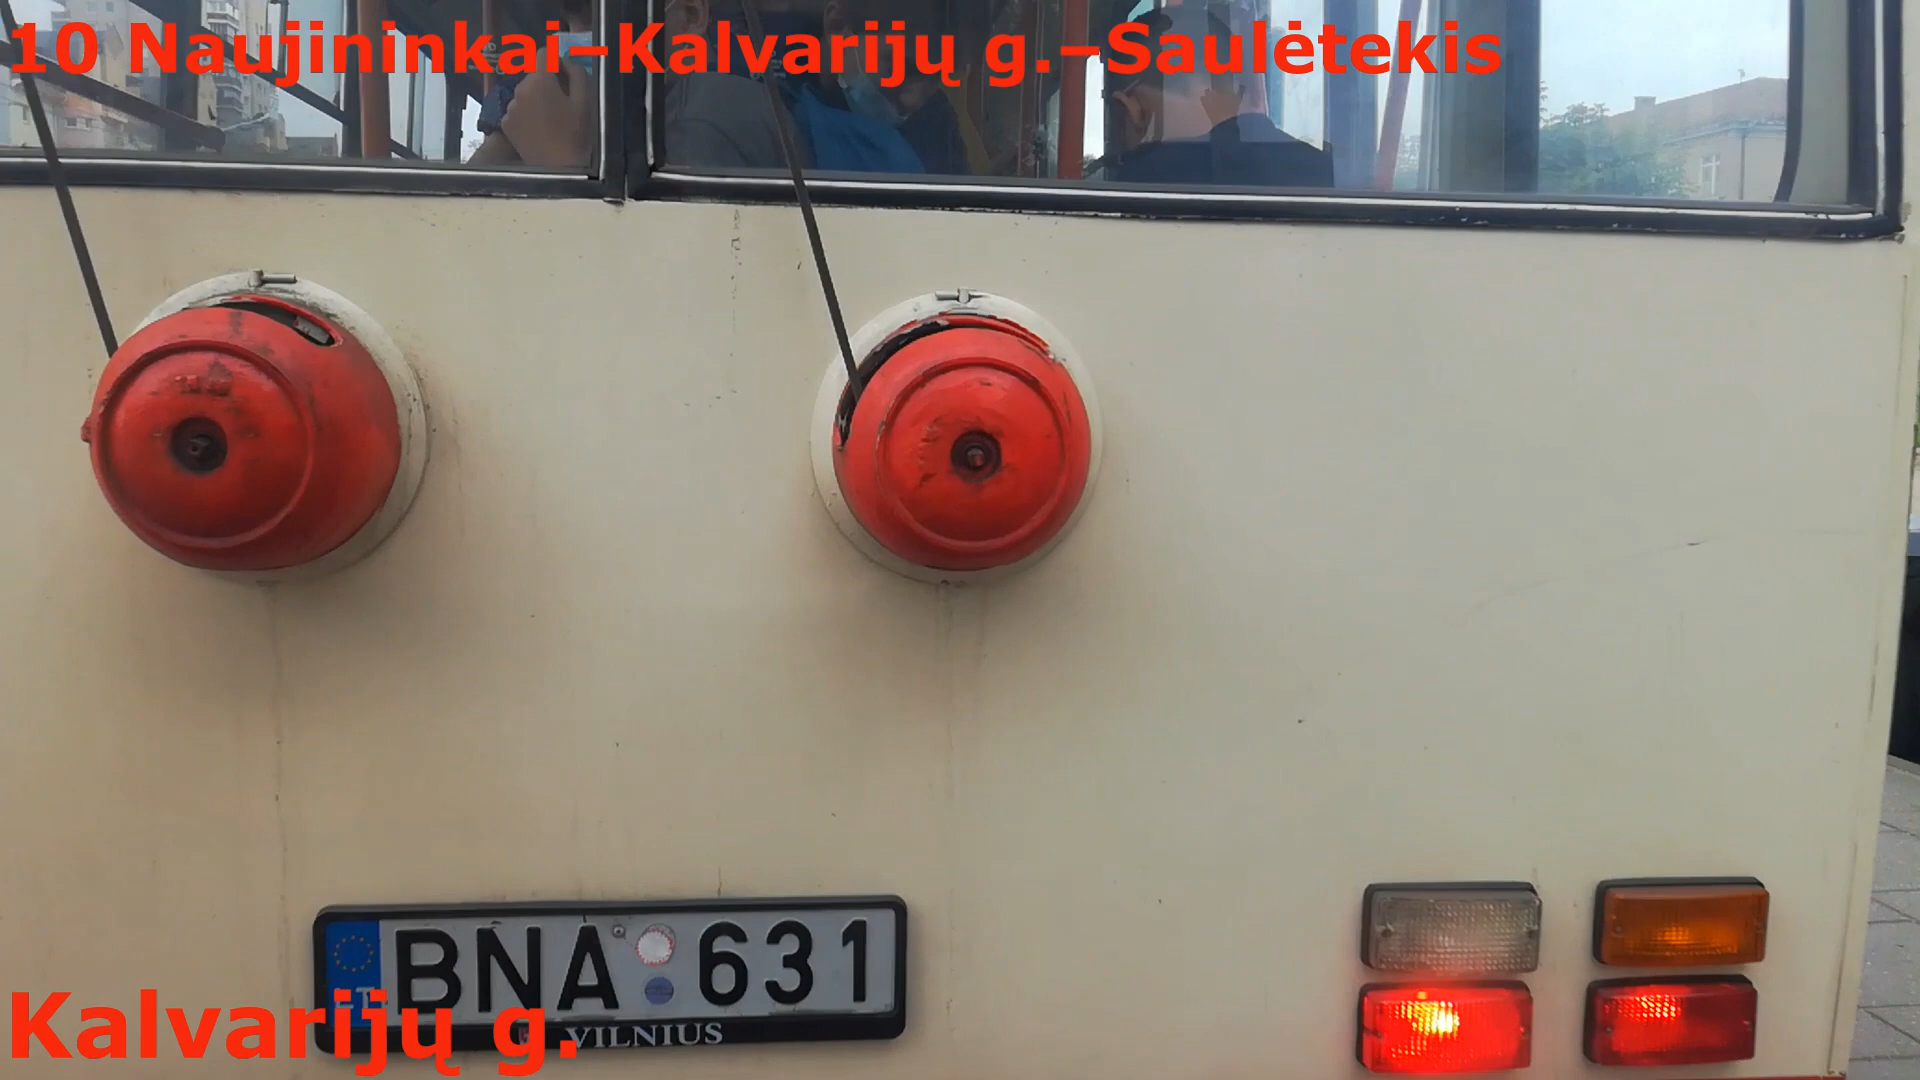 10 Naujininkai–Kalvarijų g.–Saulėtekis
BNA 631
LT
VILNIUS
Kalvarijų g.